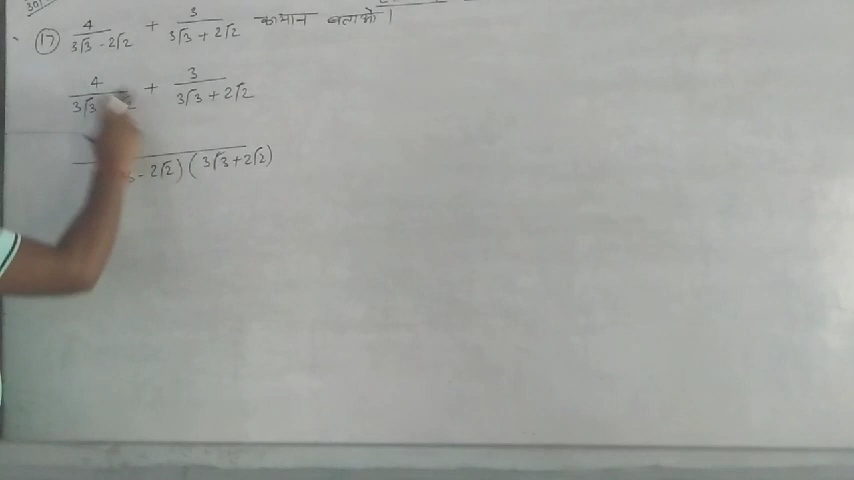 (17) 4/(3√3 - 2√2) + 3/(3√3 + 2√2) का मान बताओ।
4/(3√3 2) + 3/(3√3 + 2√2)
- 2√2) (3√3 + 2√2)